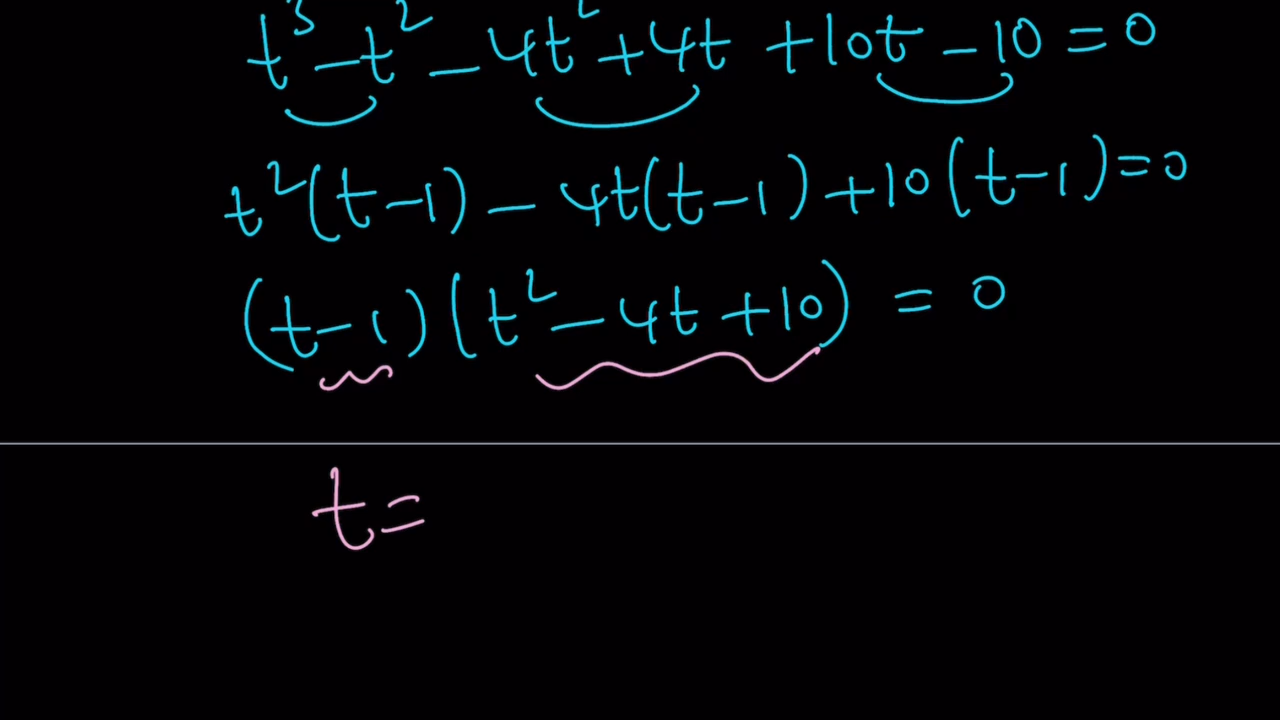 t³ - t² - 4t² + 4t + 10t - 10 = 0
t²(t-1) - 4t(t-1) + 10(t-1) = 0
(t-1)(t² - 4t + 10) = 0
t =